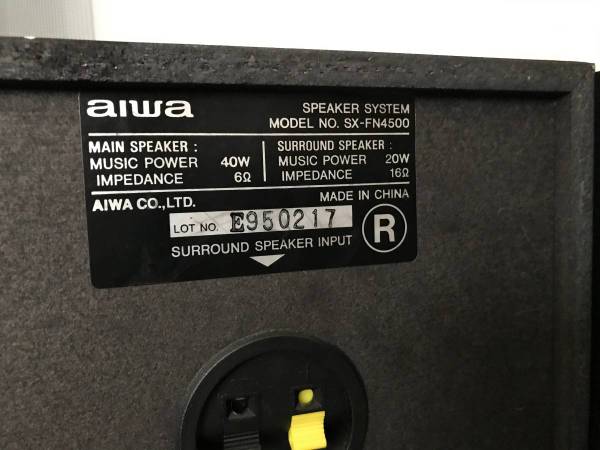 aiwa
SPEAKER SYSTEM
MODEL NO. SX-FN4500
MAIN SPEAKER :
MUSIC POWER 40W
IMPEDANCE 6Ω
SURROUND SPEAKER :
MUSIC POWER 20W
IMPEDANCE 16Ω
AIWA CO.,LTD.
MADE IN CHINA
LOT NO. E950217
R
SURROUND SPEAKER INPUT